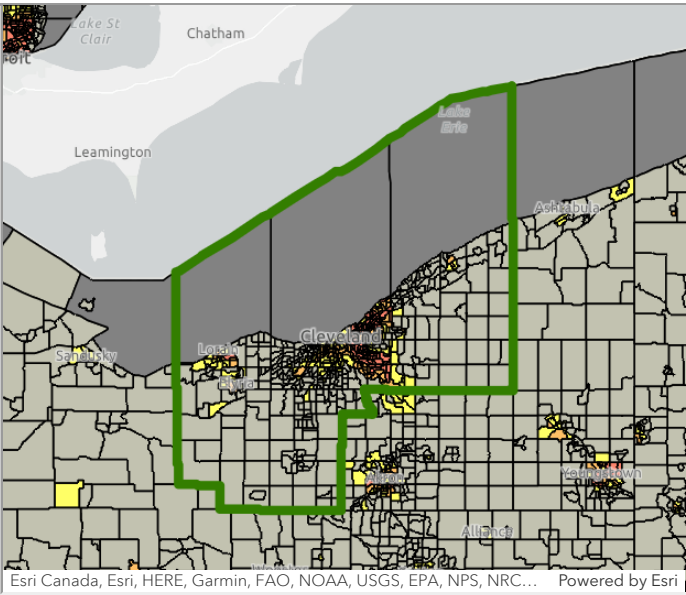 Lake St
Clair
Chatham
roit
Leamington
Lake
Erie
Ashtabula
Cleveland
Lorain
Sandusky
Elyria
Akron
Youngstown
Alliance
Esri Canada, Esri, HERE, Garmin, FAO, NOAA, USGS, EPA, NPS, NRC... Powered by Esri